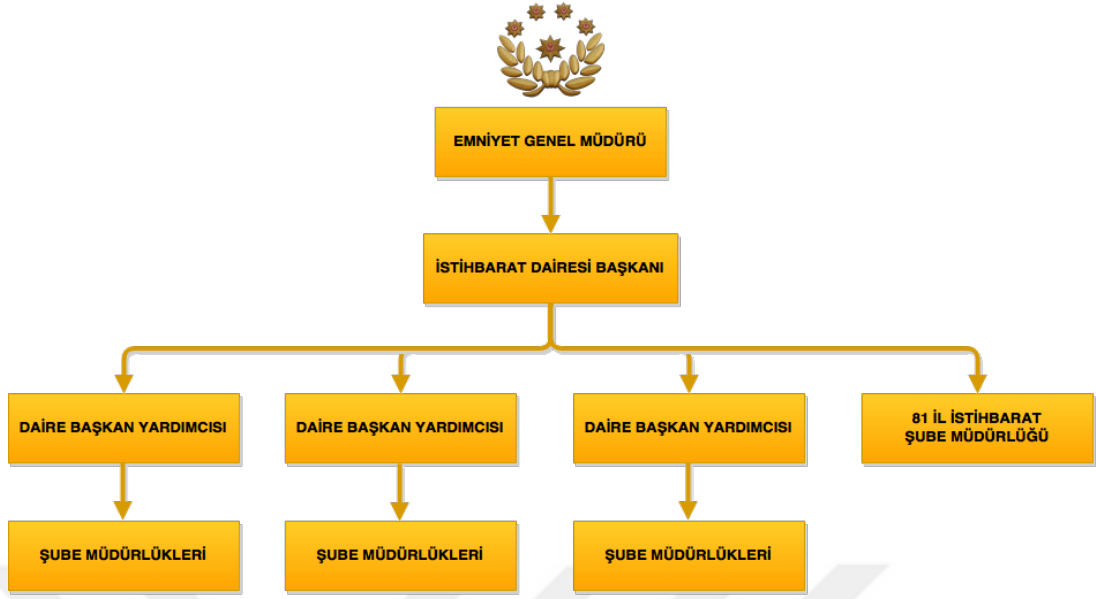 EMNİYET GENEL MÜDÜRÜ
İSTİHBARAT DAİRESİ BAŞKANI
DAİRE BAŞKAN YARDIMCISI
DAİRE BAŞKAN YARDIMCISI
DAİRE BAŞKAN YARDIMCISI
81 İL İSTİHBARAT
ŞUBE MÜDÜRLÜĞÜ
ŞUBE MÜDÜRLÜKLERİ
ŞUBE MÜDÜRLÜKLERİ
ŞUBE MÜDÜRLÜKLERİ